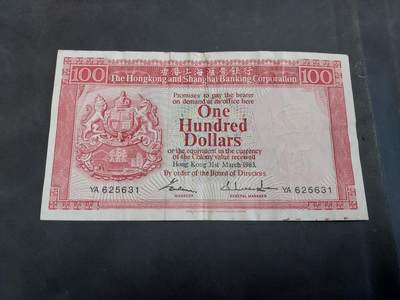 香港上海滙豐銀行
100 The Hongkong and Shanghai Banking Corporation 100
Promises to pay the bearer
on demand at its office here
One
Hundred
Dollars
or the equivalent in the currency
of the Colony value received
Hong Kong 31st March 1983
By order of the Board of Directors
YA 625631
YA 625631
MANAGER
GENERAL MANAGER